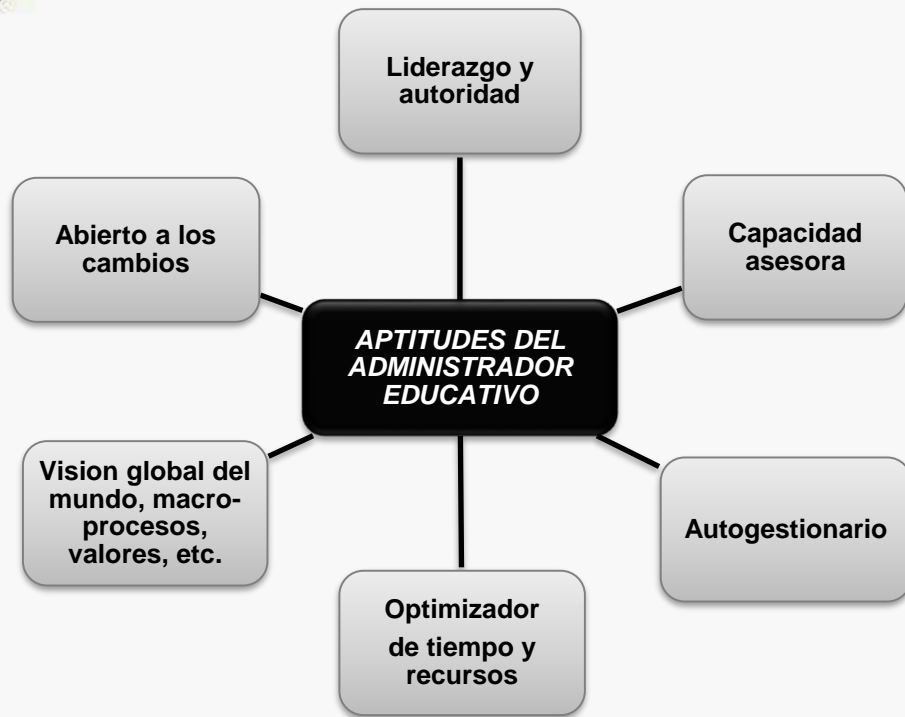 Liderazgo y
autoridad
Abierto a los
cambios
Capacidad
asesora
APTITUDES DEL
ADMINISTRADOR
EDUCATIVO
Vision global del
mundo, macro-
procesos,
valores, etc.
Autogestionario
Optimizador
de tiempo y
recursos